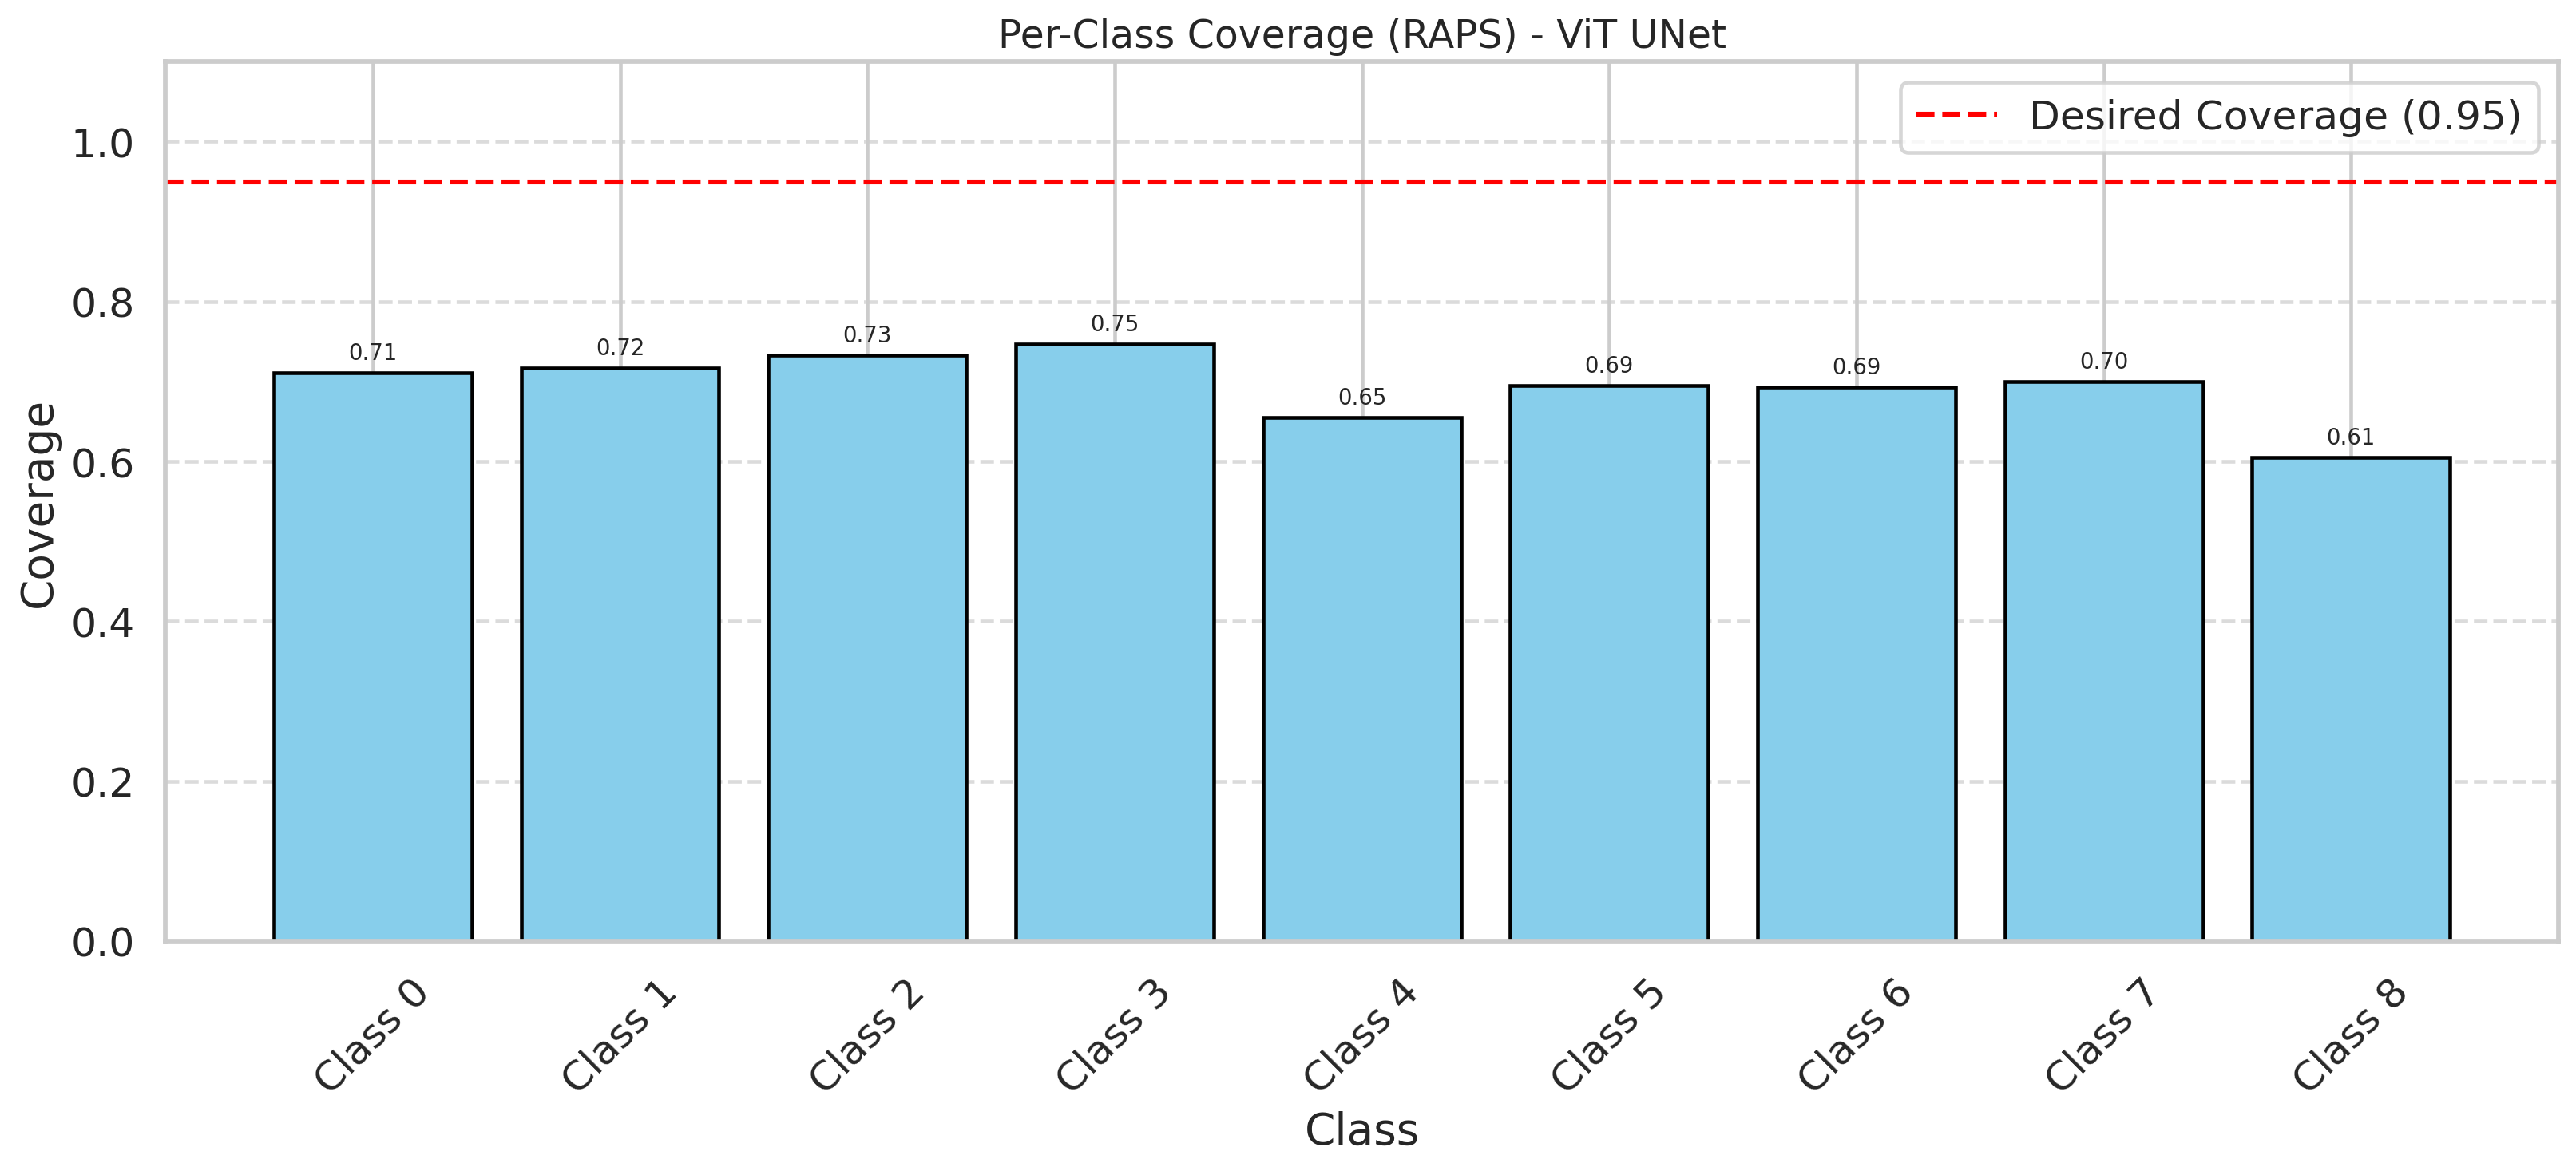 Per-Class Coverage (RAPS) - ViT UNet
Desired Coverage (0.95)
Coverage
1.0
0.8
0.6
0.4
0.2
0.0
0.71
0.72
0.73
0.75
0.65
0.69
0.69
0.70
0.61
Class 0
Class 1
Class 2
Class 3
Class 4
Class 5
Class 6
Class 7
Class 8
Class